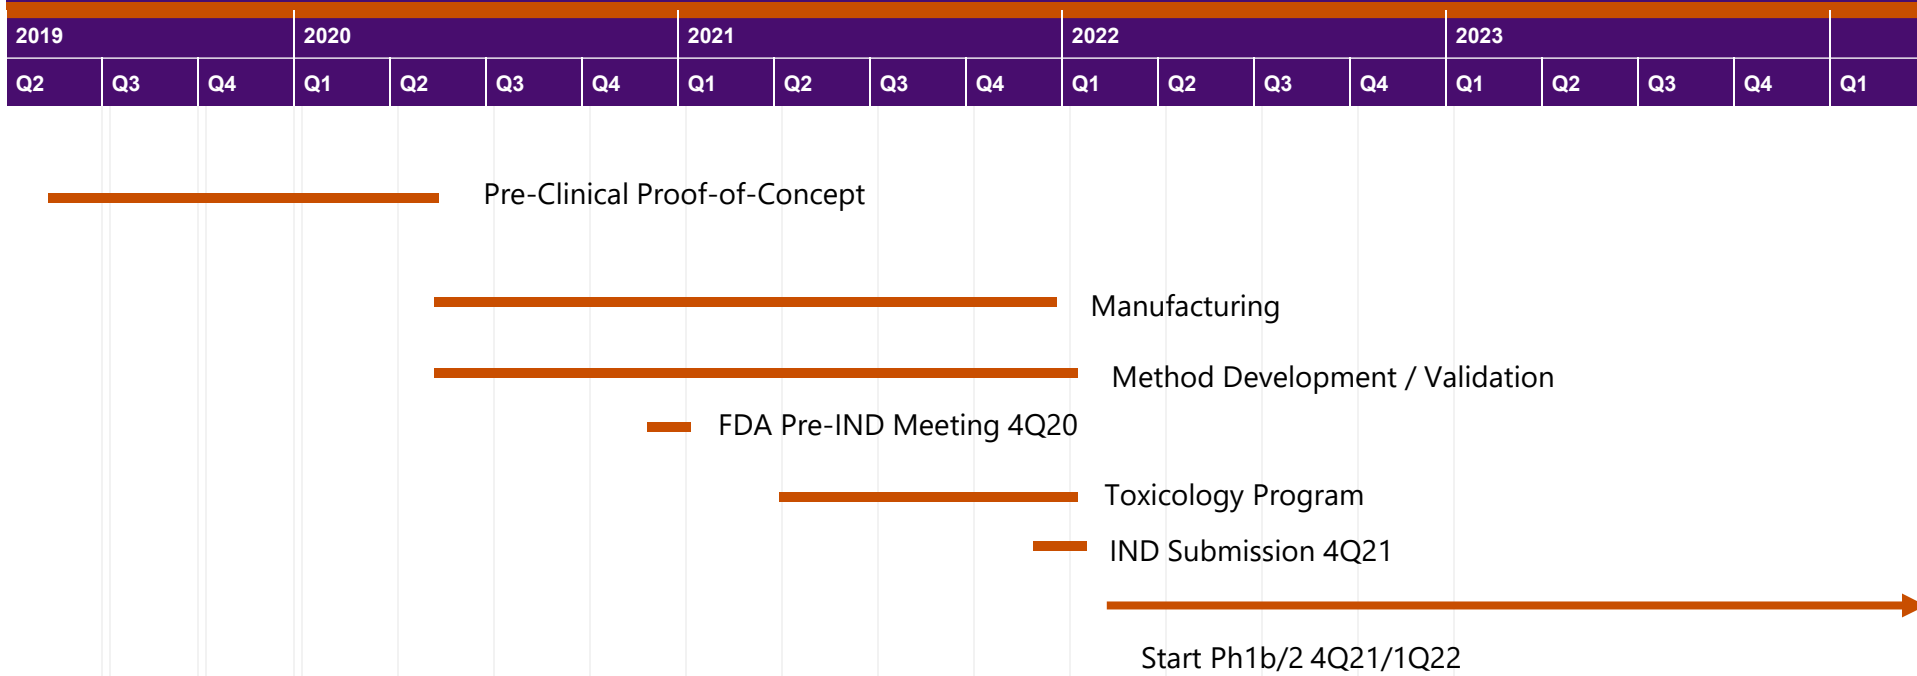 2019 2020 2021 2022 2023
Q2 Q3 Q4 Q1 Q2 Q3 Q4 Q1 Q2 Q3 Q4 Q1 Q2 Q3 Q4 Q1 Q2 Q3 Q4 Q1
Pre-Clinical Proof-of-Concept
Manufacturing
Method Development / Validation
FDA Pre-IND Meeting 4Q20
Toxicology Program
IND Submission 4Q21
Start Ph1b/2 4Q21/1Q22